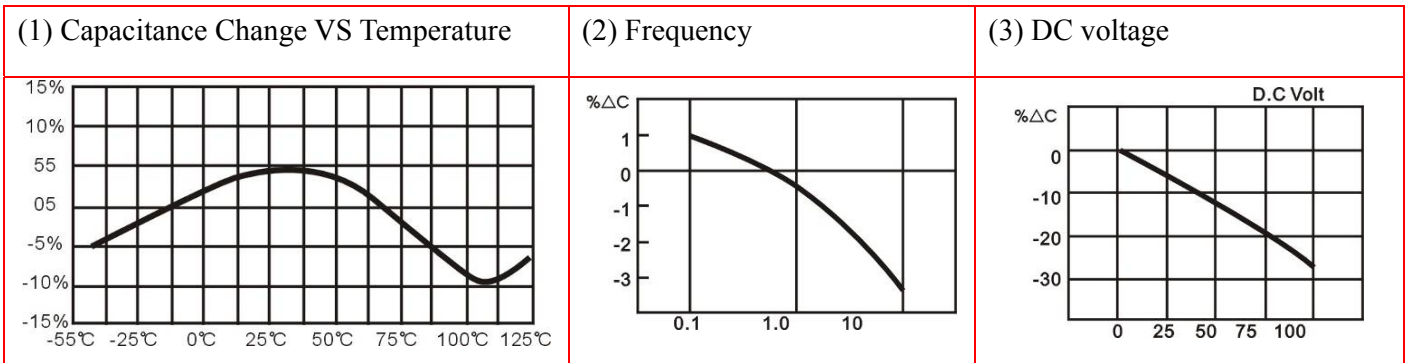 (1) Capacitance Change VS Temperature
(2) Frequency
(3) DC voltage
15%
10%
55
05
-5%
-10%
-15%
-55℃ -25℃ 0℃ 25℃ 50℃ 75℃ 100℃ 125℃
%△C
1
0
-1
-2
-3
0.1 1.0 10
D.C Volt
%△C
0
-10
-20
-30
0 25 50 75 100